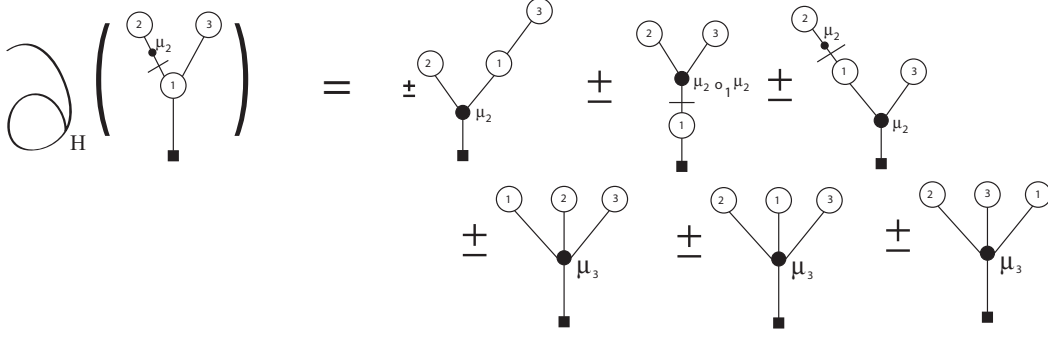 ∂H ( 2 μ2 3 1 ) = ± 2 3 1 μ2 ± 2 3 μ2 o1 μ2 1 ± 2 μ2 1 3 μ2
± 1 2 3 μ3 ± 2 1 3 μ3 ± 2 3 1 μ3